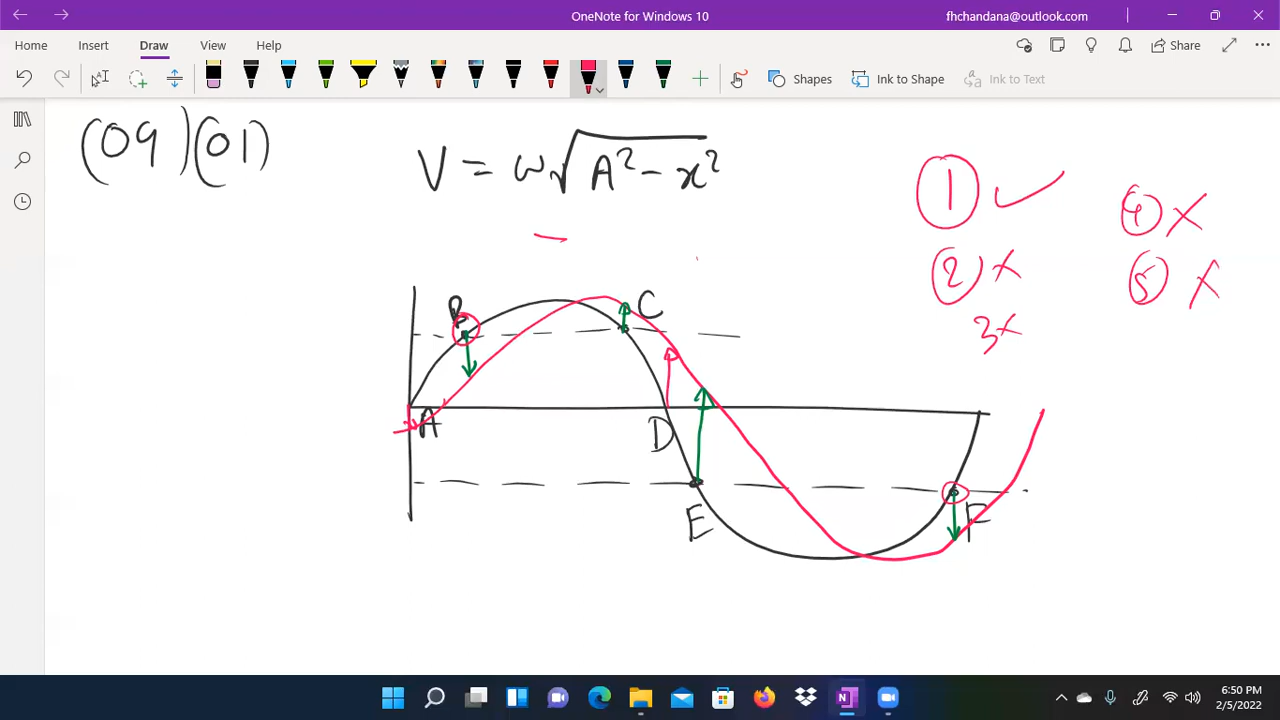 OneNote for Windows 10
fhchandana@outlook.com
Home Insert Draw View Help
Share
Shapes
Ink to Shape
Ink to Text
(09)(01)
V = ω√A² - x²
1 ✓
4 ×
2 ×
5 ×
3 ×
B
C
A
D
E
F
6:50 PM
2/5/2022